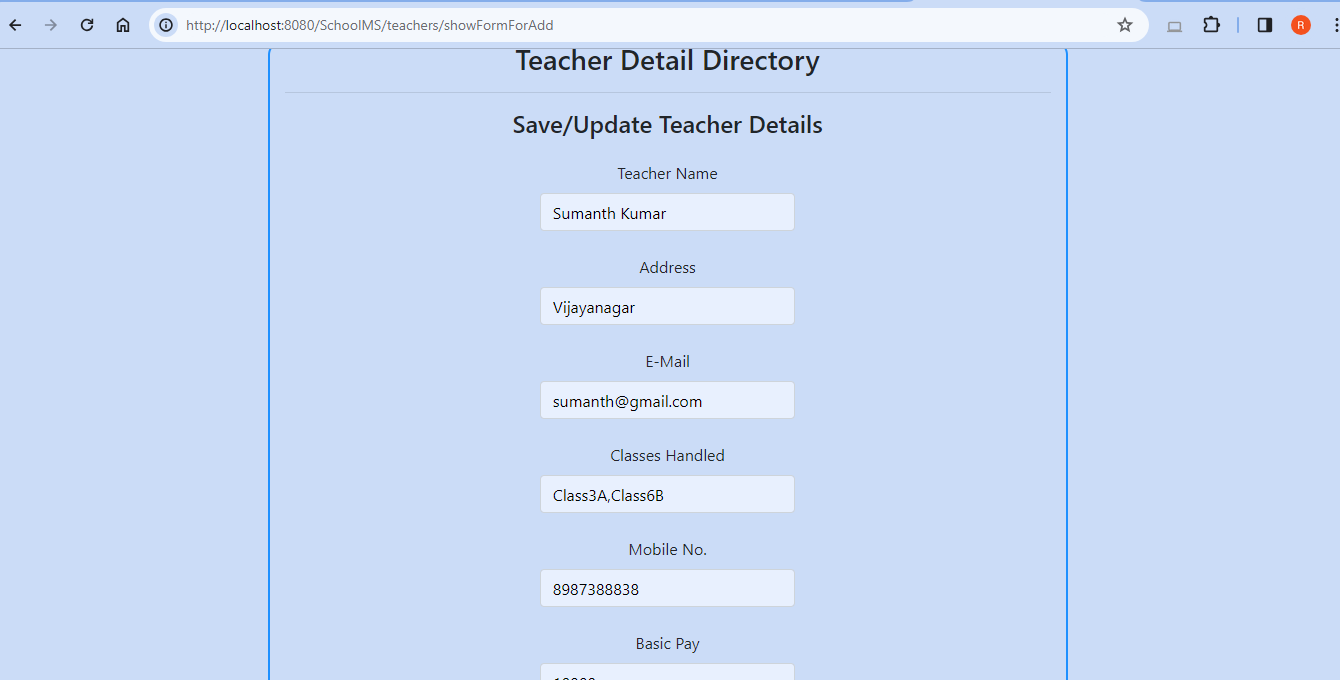 http://localhost:8080/SchoolMS/teachers/showFormForAdd
R
Teacher Detail Directory
Save/Update Teacher Details
Teacher Name
Sumanth Kumar
Address
Vijayanagar
E-Mail
sumanth@gmail.com
Classes Handled
Class3A,Class6B
Mobile No.
8987388838
Basic Pay